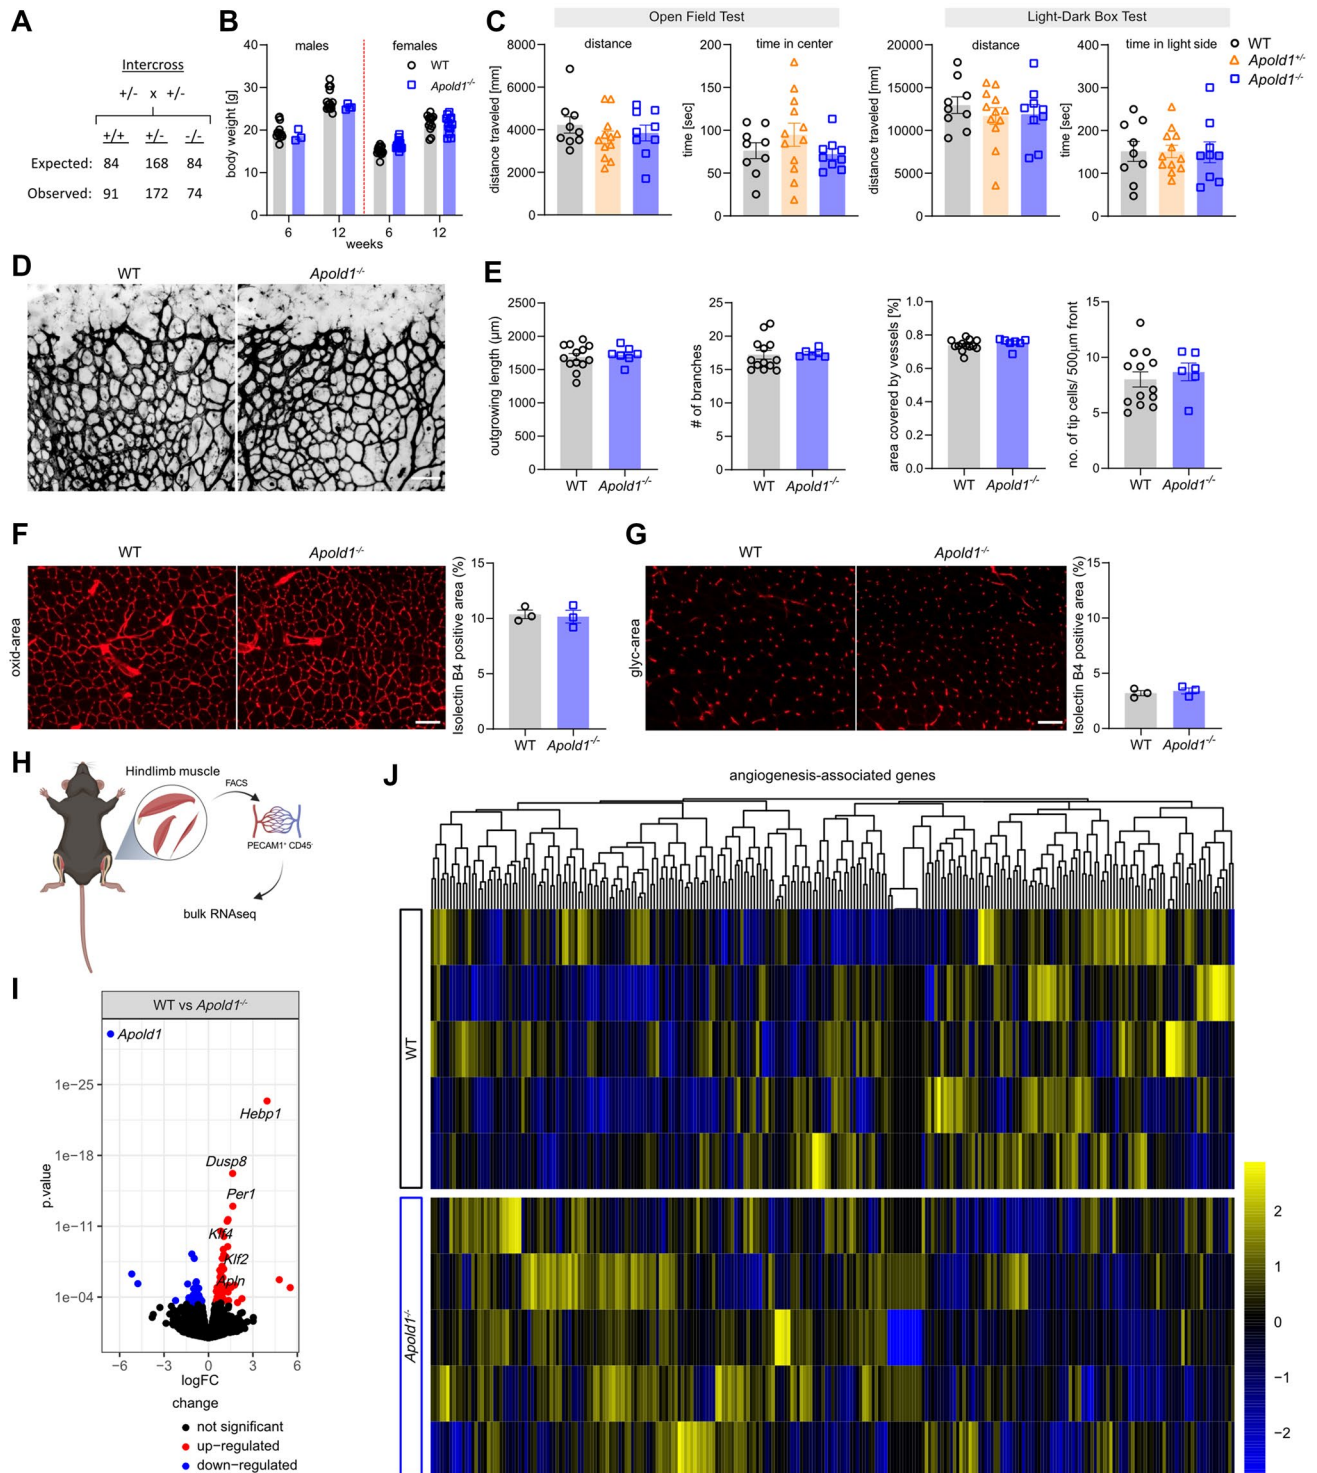 A
Intercross
+/- x +/-
+/+ +/- -/-
Expected: 84 168 84
Observed: 91 172 74
B
males females
WT
Apold1-/-
body weight [g]
40
30
20
10
0
6 12 6 12
weeks
C
Open Field Test
distance
distance traveled [mm]
8000
6000
4000
2000
0
time in center
time [sec]
200
150
100
50
0
Light-Dark Box Test
distance
distance traveled [mm]
20000
15000
10000
5000
0
time in light side
time [sec]
400
300
200
100
0
WT
Apold1+/-
Apold1-/-
D
WT Apold1-/-
E
outgrowing length (µm)
2500
2000
1500
1000
500
0
WT Apold1-/-
# of branches
25
20
15
10
5
0
WT Apold1-/-
area covered by vessels [%]
1.0
0.8
0.6
0.4
0.2
0.0
WT Apold1-/-
no. of tip cells/ 500µm front
15
10
5
0
WT Apold1-/-
F
WT Apold1-/-
oxid-area
Isolectin B4 positive area (%)
15
10
5
0
WT Apold1-/-
G
WT Apold1-/-
glyc-area
Isolectin B4 positive area (%)
15
10
5
0
WT Apold1-/-
H
Hindlimb muscle
FACS
PECAM1+ CD45-
bulk RNAseq
I
WT vs Apold1-/-
Apold1
Hebp1
Dusp8
Per1
Klf4
Klf2
Apln
p.value
1e-25
1e-18
1e-11
1e-04
−6 −3 0 3 6
logFC
change
not significant
up-regulated
down-regulated
J
angiogenesis-associated genes
WT
Apold1-/-
2
1
0
−1
−2